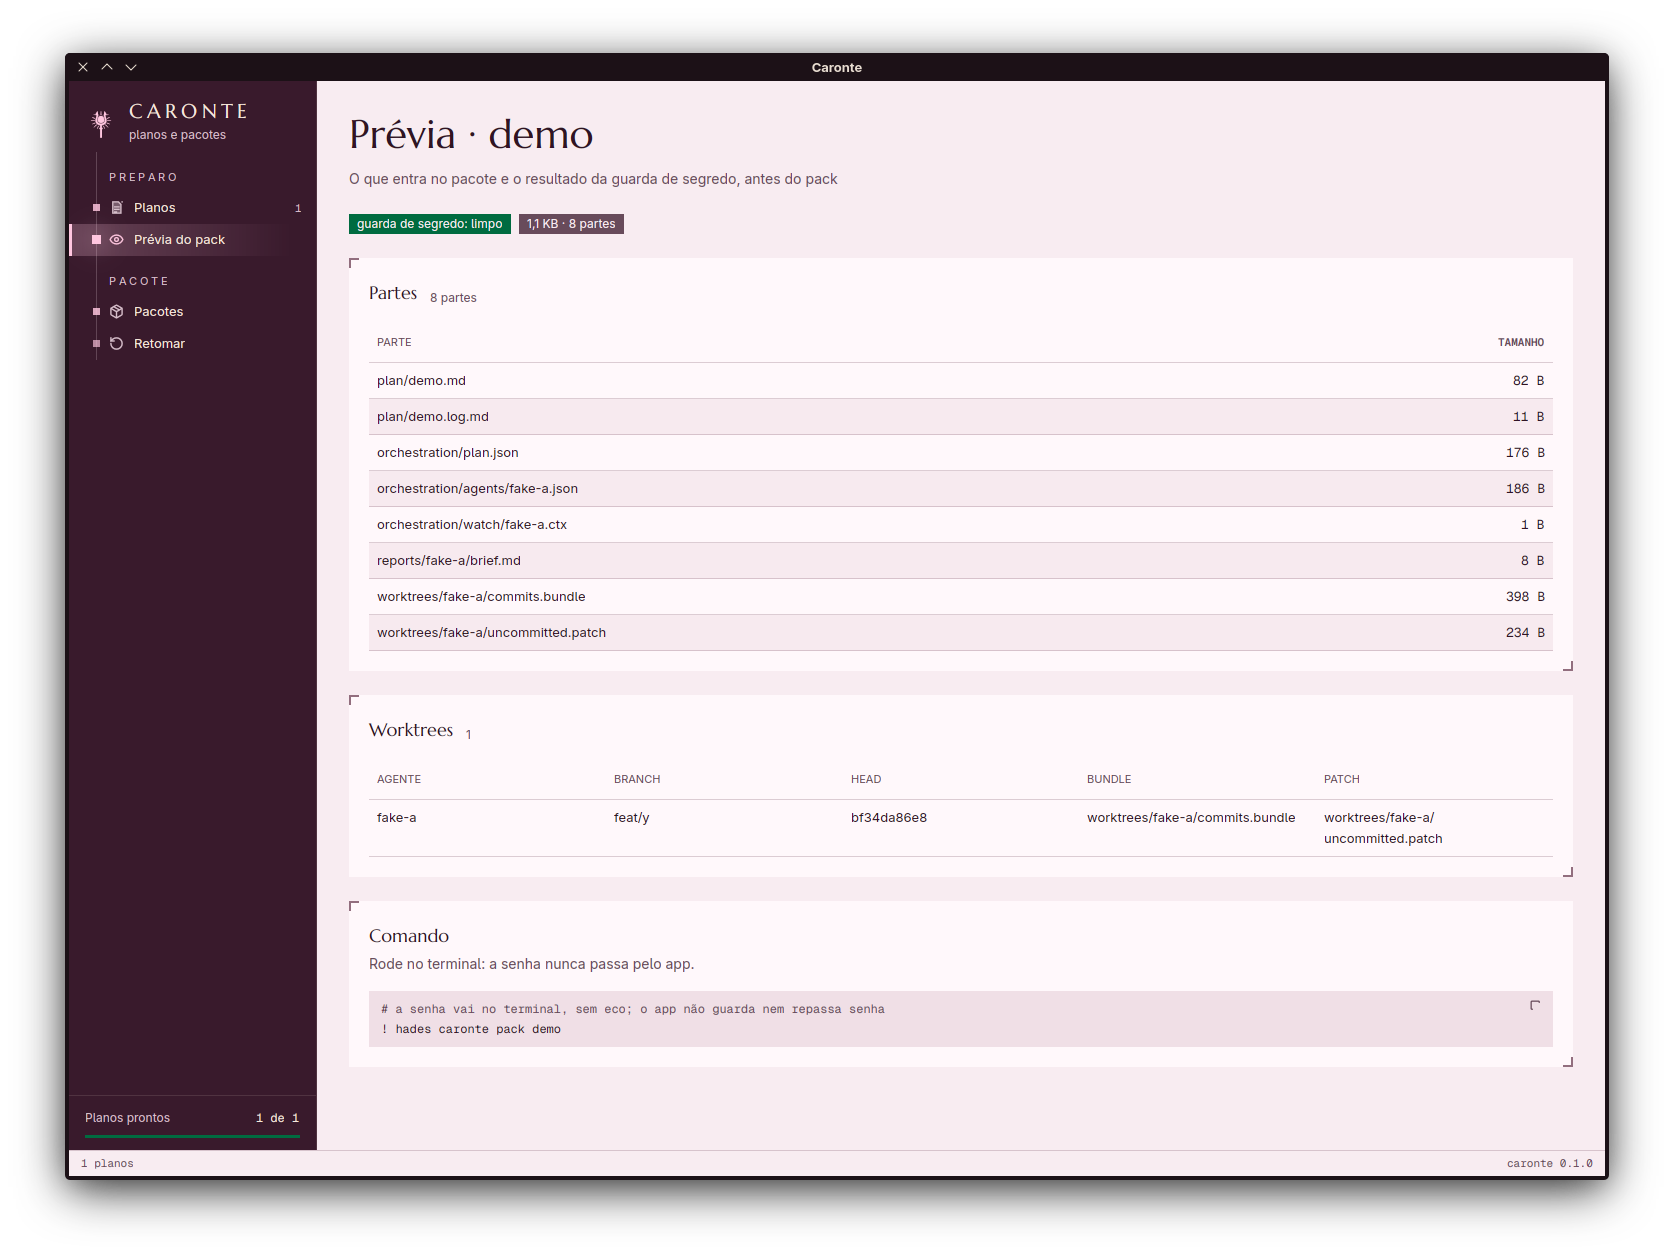 Caronte
CARONTE
planos e pacotes
PREPARO
Planos 1
Prévia do pack
PACOTE
Pacotes
Retomar
Planos prontos 1 de 1
Prévia · demo
O que entra no pacote e o resultado da guarda de segredo, antes do pack
guarda de segredo: limpo 1,1 KB · 8 partes
Partes 8 partes
PARTE TAMANHO
plan/demo.md 82 B
plan/demo.log.md 11 B
orchestration/plan.json 176 B
orchestration/agents/fake-a.json 186 B
orchestration/watch/fake-a.ctx 1 B
reports/fake-a/brief.md 8 B
worktrees/fake-a/commits.bundle 398 B
worktrees/fake-a/uncommitted.patch 234 B
Worktrees 1
AGENTE BRANCH HEAD BUNDLE PATCH
fake-a feat/y bf34da86e8 worktrees/fake-a/commits.bundle worktrees/fake-a/
uncommitted.patch
Comando
Rode no terminal: a senha nunca passa pelo app.
# a senha vai no terminal, sem eco; o app não guarda nem repassa senha
! hades caronte pack demo
1 planos caronte 0.1.0